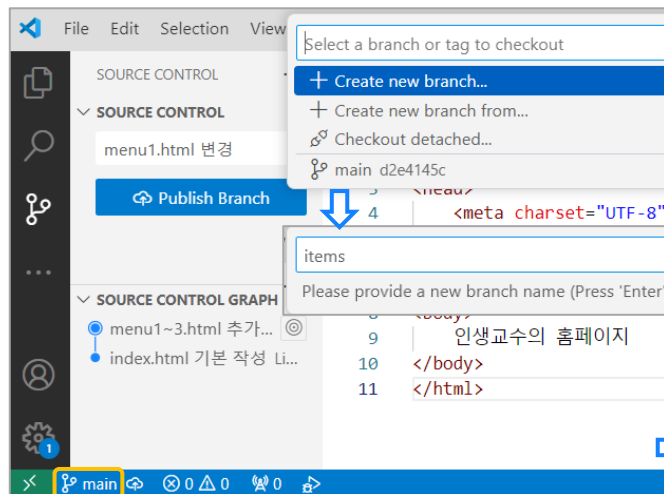 File Edit Selection View
Select a branch or tag to checkout
+ Create new branch...
+ Create new branch from...
Checkout detached...
main d2e4145c
SOURCE CONTROL
SOURCE CONTROL
menu1.html 변경
Publish Branch
4 <meta charset="UTF-8"
items
Please provide a new branch name (Press 'Enter'
SOURCE CONTROL GRAPH
menu1~3.html 추가...
index.html 기본 작성 Li...
9 인생교수의 홈페이지
10 </body>
11 </html>
1
main 0 0 0